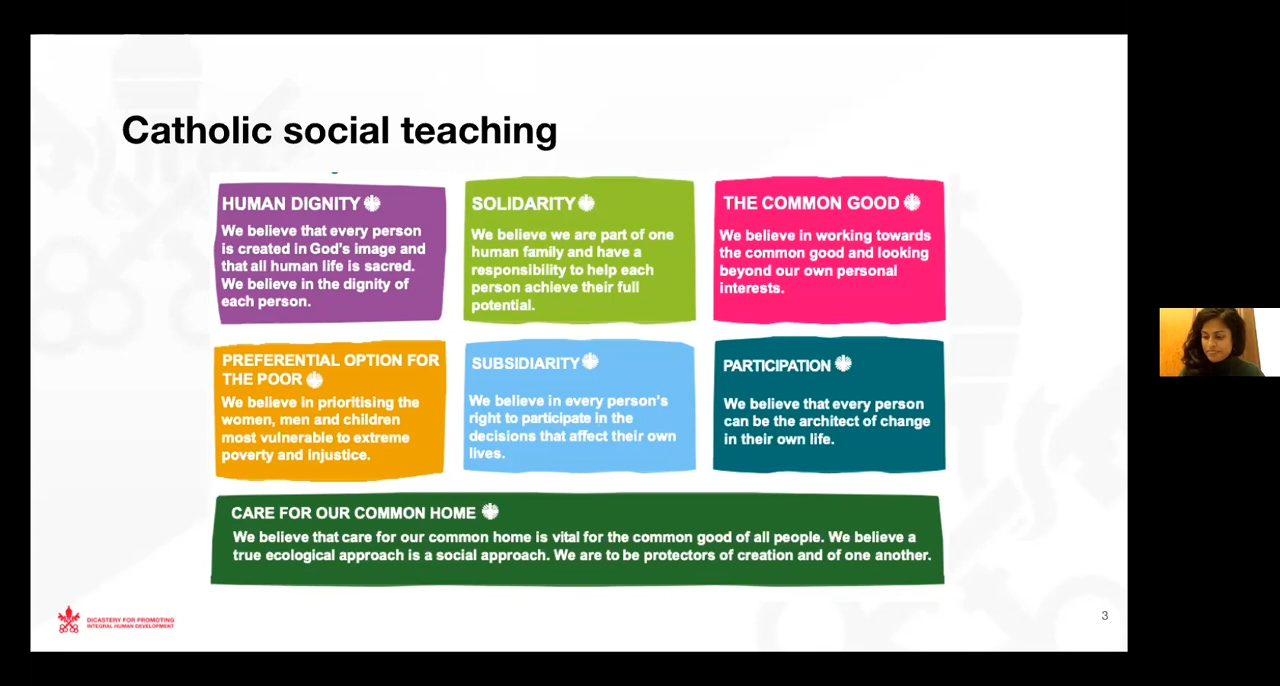 Catholic social teaching
HUMAN DIGNITY
We believe that every person
is created in God's image and
that all human life is sacred.
We believe in the dignity of
each person.
SOLIDARITY
We believe we are part of one
human family and have a
responsibility to help each
person achieve their full
potential.
THE COMMON GOOD
We believe in working towards
the common good and looking
beyond our own personal
interests.
PREFERENTIAL OPTION FOR
THE POOR
We believe in prioritising the
women, men and children
most vulnerable to extreme
poverty and injustice.
SUBSIDIARITY
We believe in every person's
right to participate in the
decisions that affect their own
lives.
PARTICIPATION
We believe that every person
can be the architect of change
in their own life.
CARE FOR OUR COMMON HOME
We believe that care for our common home is vital for the common good of all people. We believe a
true ecological approach is a social approach. We are to be protectors of creation and of one another.
DICASTERY FOR PROMOTING
INTEGRAL HUMAN DEVELOPMENT
3